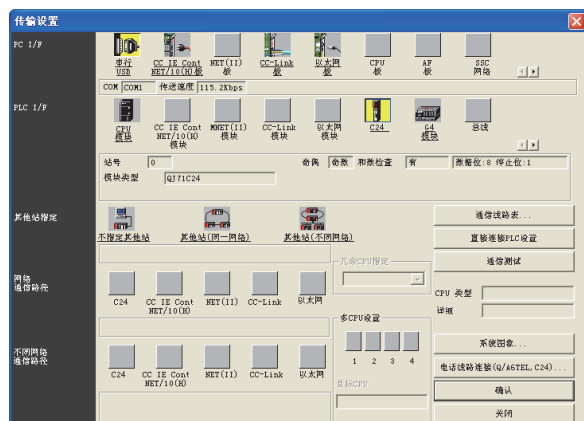 传输设置
PC I/F
串行 USB
CC IE Cont NET/10(H)板
NET(II) 板
CC-Link 板
以太网 板
CPU 板
AF 板
SSC 网络
COM COM1 传送速度 115.2Kbps
PLC I/F
CPU 模块
CC IE Cont NET/10(H) 模块
MNET(II) 模块
CC-Link 模块
以太网 模块
C24
G4 模块
总线
站号 0 奇偶 奇数 和数检查 有 数据位:8 停止位:1
模块类型 QJ71C24
其他站指定
不指定其他站
其他站(同一网络)
其他站(不同网络)
通信线路表...
直接连接PLC设置
通信测试
冗余CPU指定
网络 通信路径
C24
CC IE Cont NET/10(H)
NET(II)
CC-Link
以太网
CPU 类型
详细
多CPU设置
1 2 3 4
目标CPU
不同网络 通信路径
C24
CC IE Cont NET/10(H)
NET(II)
CC-Link
以太网
系统图象...
电话线路连接(Q/A6TEL,C24)...
确认
关闭